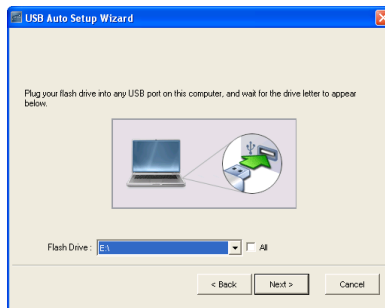 USB Auto Setup Wizard
Plug your flash drive into any USB port on this computer, and wait for the drive letter to appear
below.
Flash Drive : E:\ All
< Back Next > Cancel